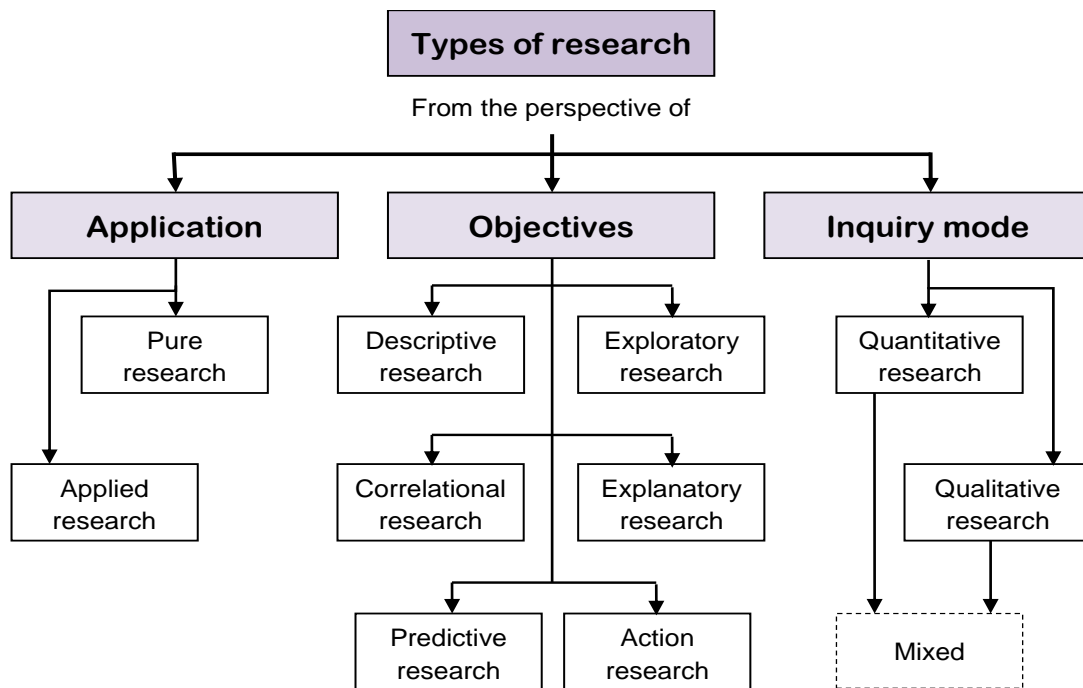 Types of research
From the perspective of
Application
Objectives
Inquiry mode
Pure
research
Descriptive
research
Exploratory
research
Quantitative
research
Applied
research
Correlational
research
Explanatory
research
Qualitative
research
Predictive
research
Action
research
Mixed